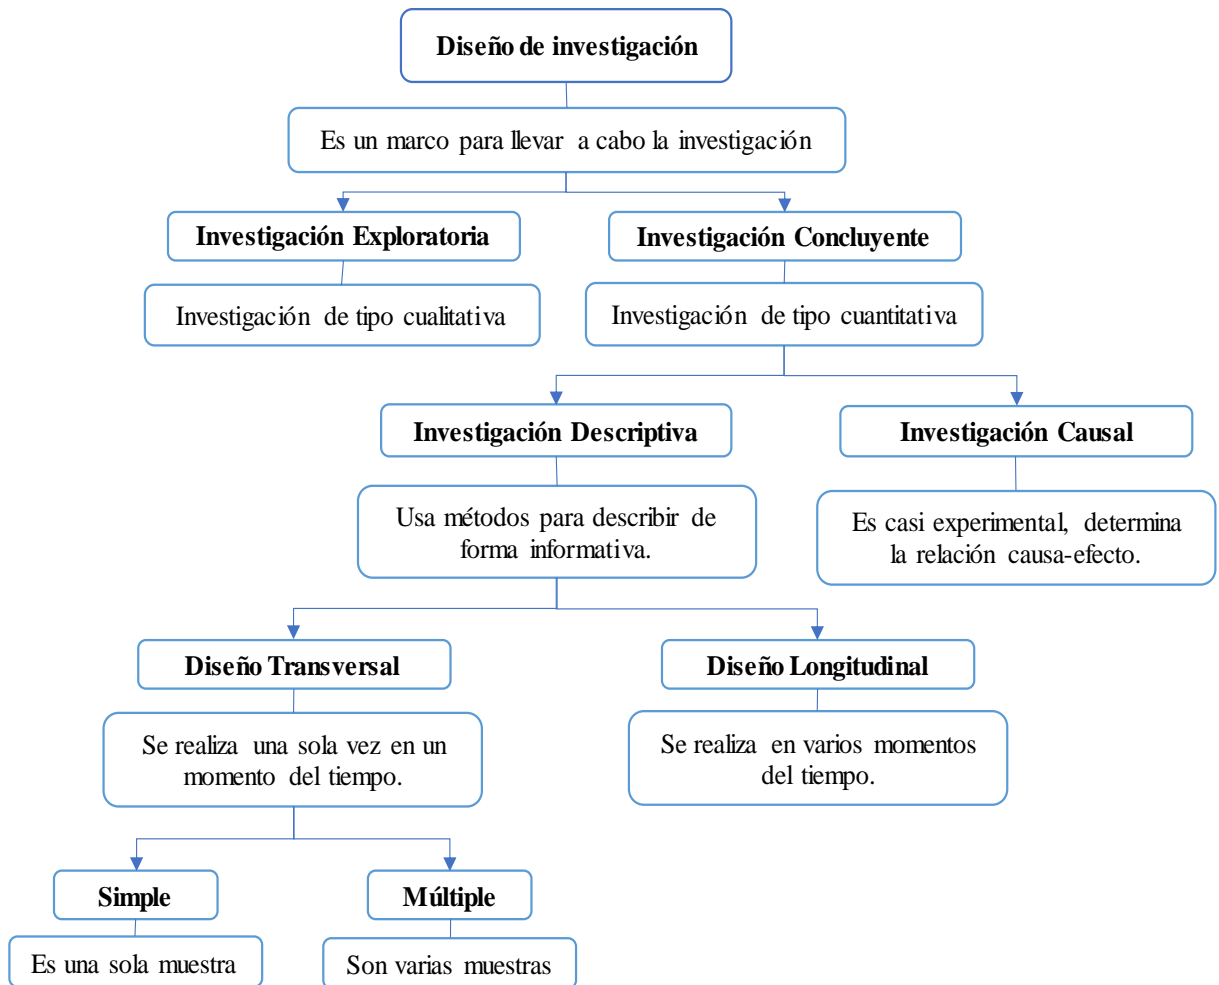 Diseño de investigación
Es un marco para llevar a cabo la investigación
Investigación Exploratoria
Investigación Concluyente
Investigación de tipo cualitativa
Investigación de tipo cuantitativa
Investigación Descriptiva
Investigación Causal
Usa métodos para describir de
forma informativa.
Es casi experimental, determina
la relación causa-efecto.
Diseño Transversal
Diseño Longitudinal
Se realiza una sola vez en un
momento del tiempo.
Se realiza en varios momentos
del tiempo.
Simple
Múltiple
Es una sola muestra
Son varias muestras